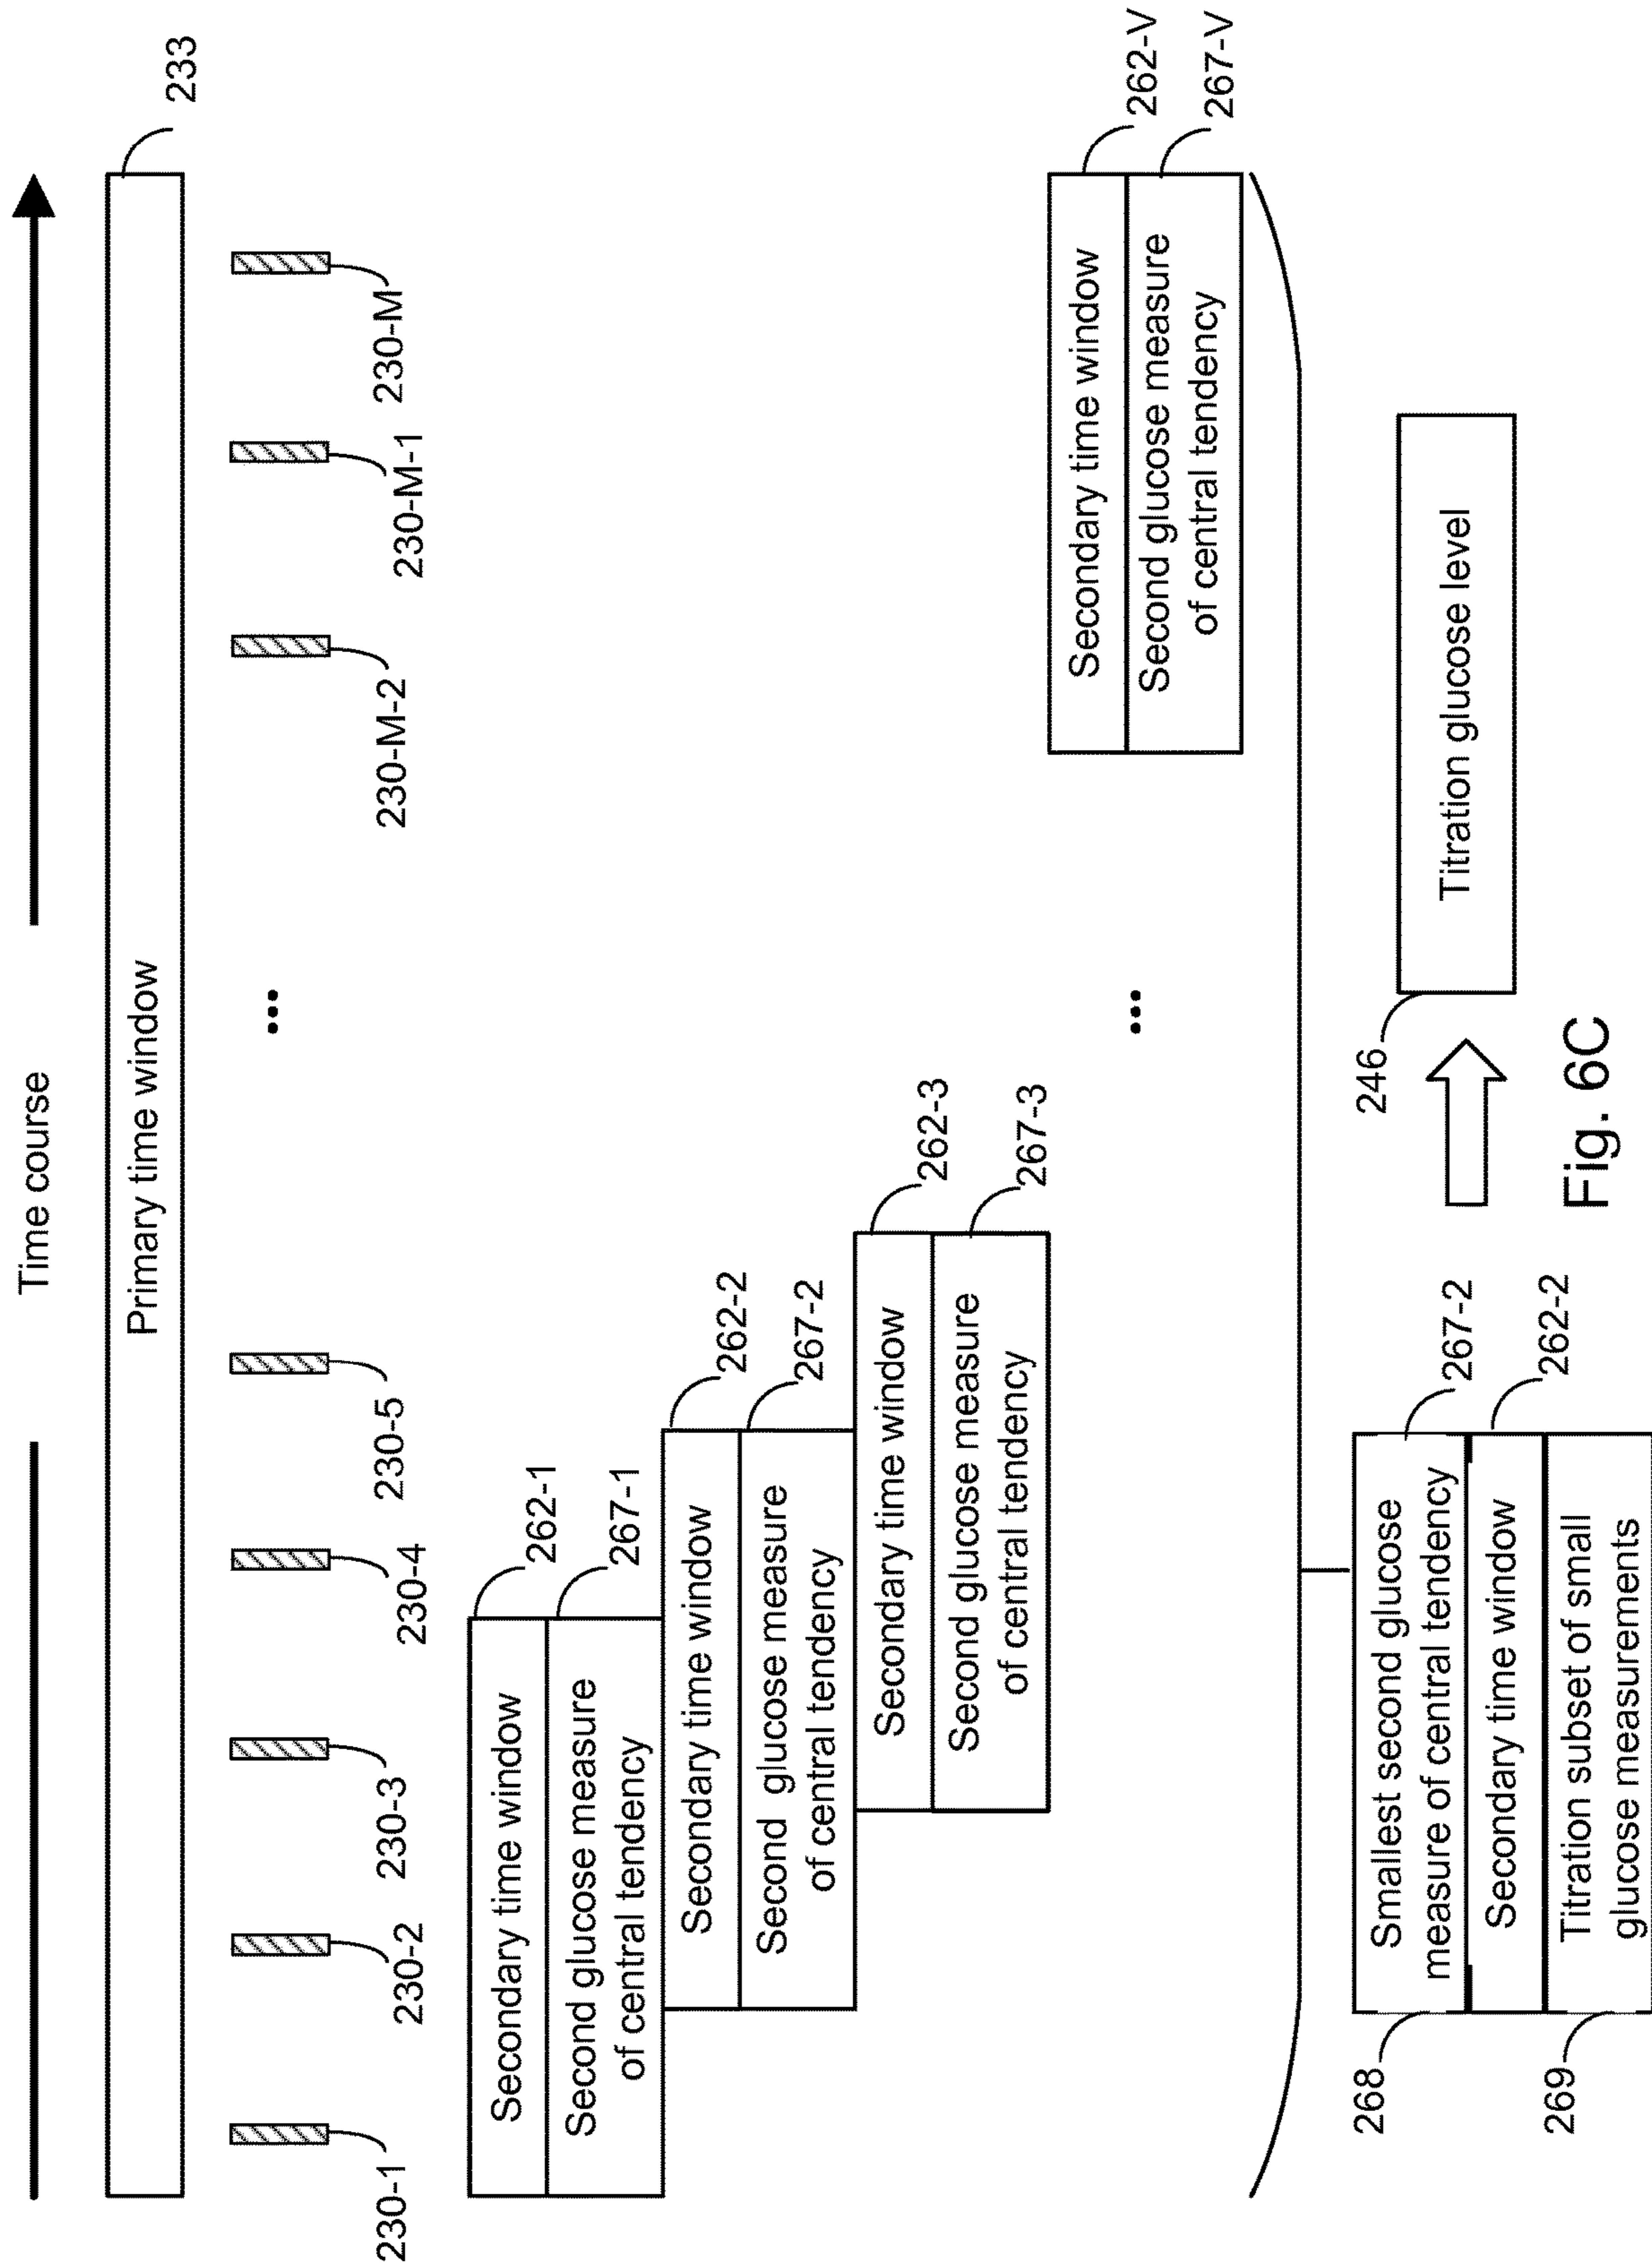 Time course
Primary time window
233
230-1
230-2
230-3
230-4
230-5
...
230-M-2
230-M-1
230-M
Secondary time window
262-1
Second glucose measure
of central tendency
267-1
Secondary time window
262-2
Second glucose measure
of central tendency
267-2
Secondary time window
262-3
Second glucose measure
of central tendency
267-3
...
Secondary time window
262-V
Second glucose measure
of central tendency
267-V
268
Smallest second glucose
measure of central tendency
267-2
Secondary time window
262-2
269
Titration subset of small
glucose measurements
246
Titration glucose level
Fig. 6C